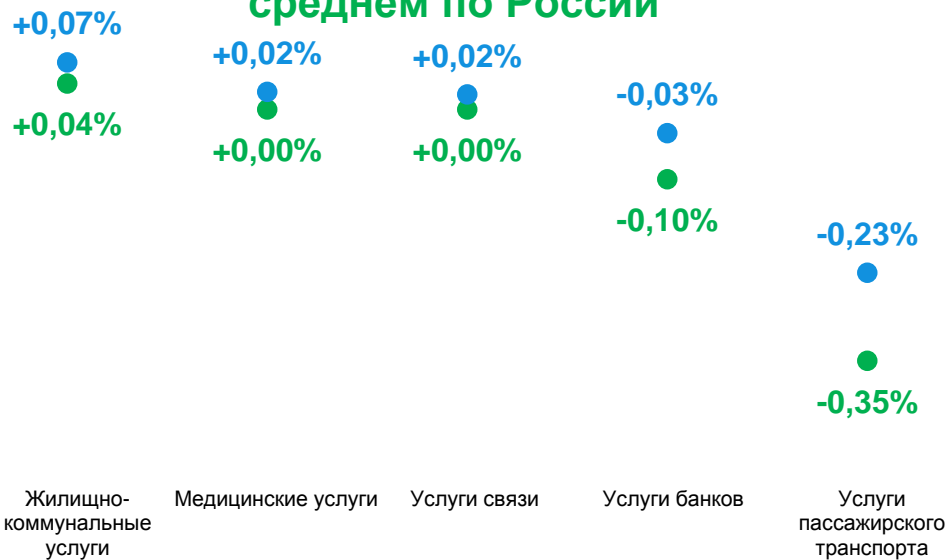 среднем по России
+0,07%
+0,02%
+0,02%
-0,03%
+0,04%
+0,00%
+0,00%
-0,10%
-0,23%
-0,35%
Жилищно-
коммунальные
услуги
Медицинские услуги
Услуги связи
Услуги банков
Услуги
пассажирского
транспорта